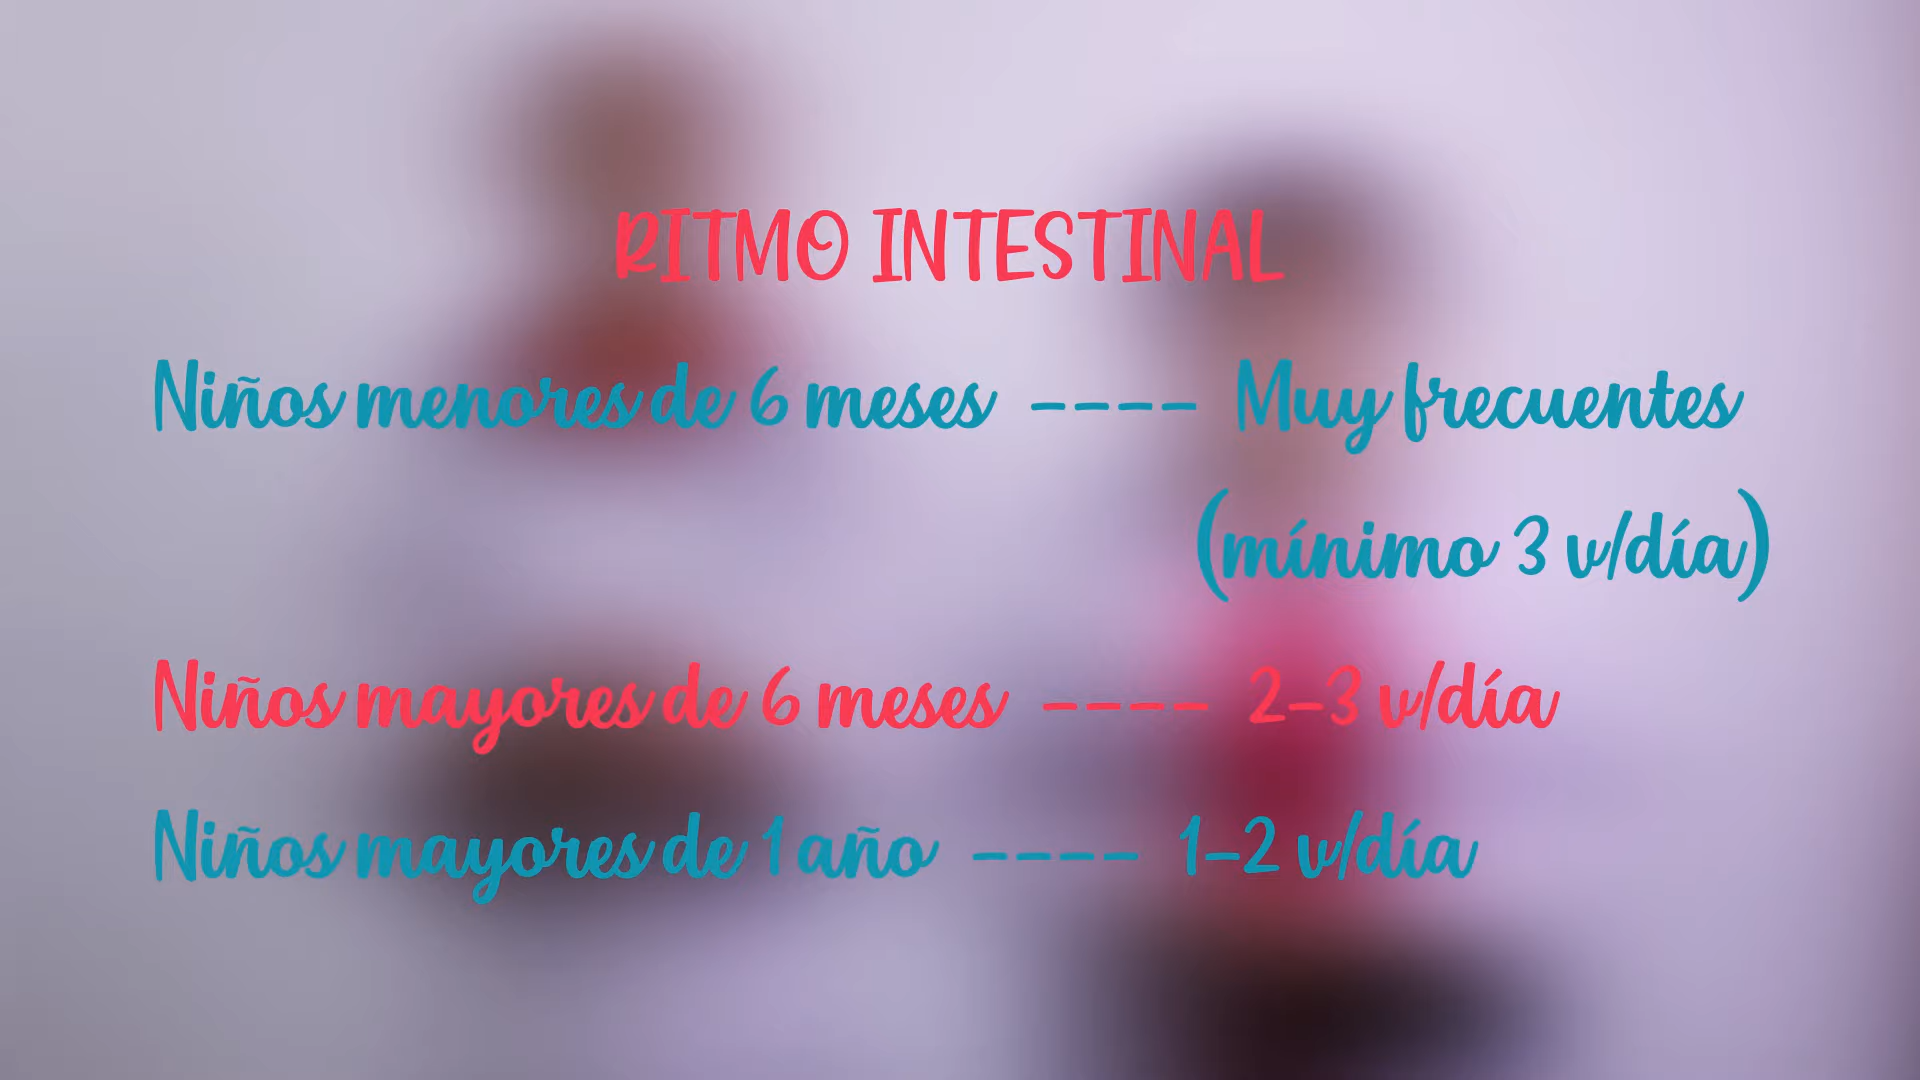 RITMO INTESTINAL
Niños menores de 6 meses ---- Muy frecuentes
(mínimo 3 v/día)
Niños mayores de 6 meses ---- 2-3 v/día
Niños mayores de 1 año ---- 1-2 v/día